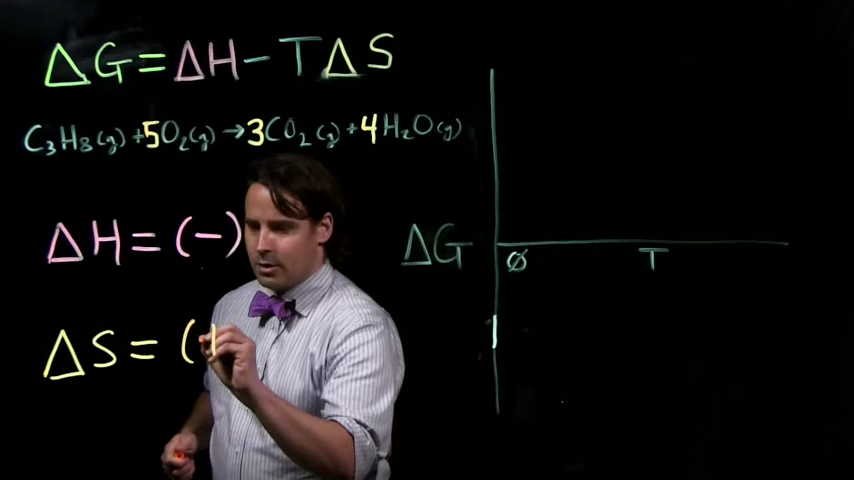 ΔG = ΔH - TΔS
C₃H₈(g) + 5O₂(g) → 3CO₂(g) + 4H₂O(g)
ΔH = (-)
ΔG
Ø T
ΔS = (